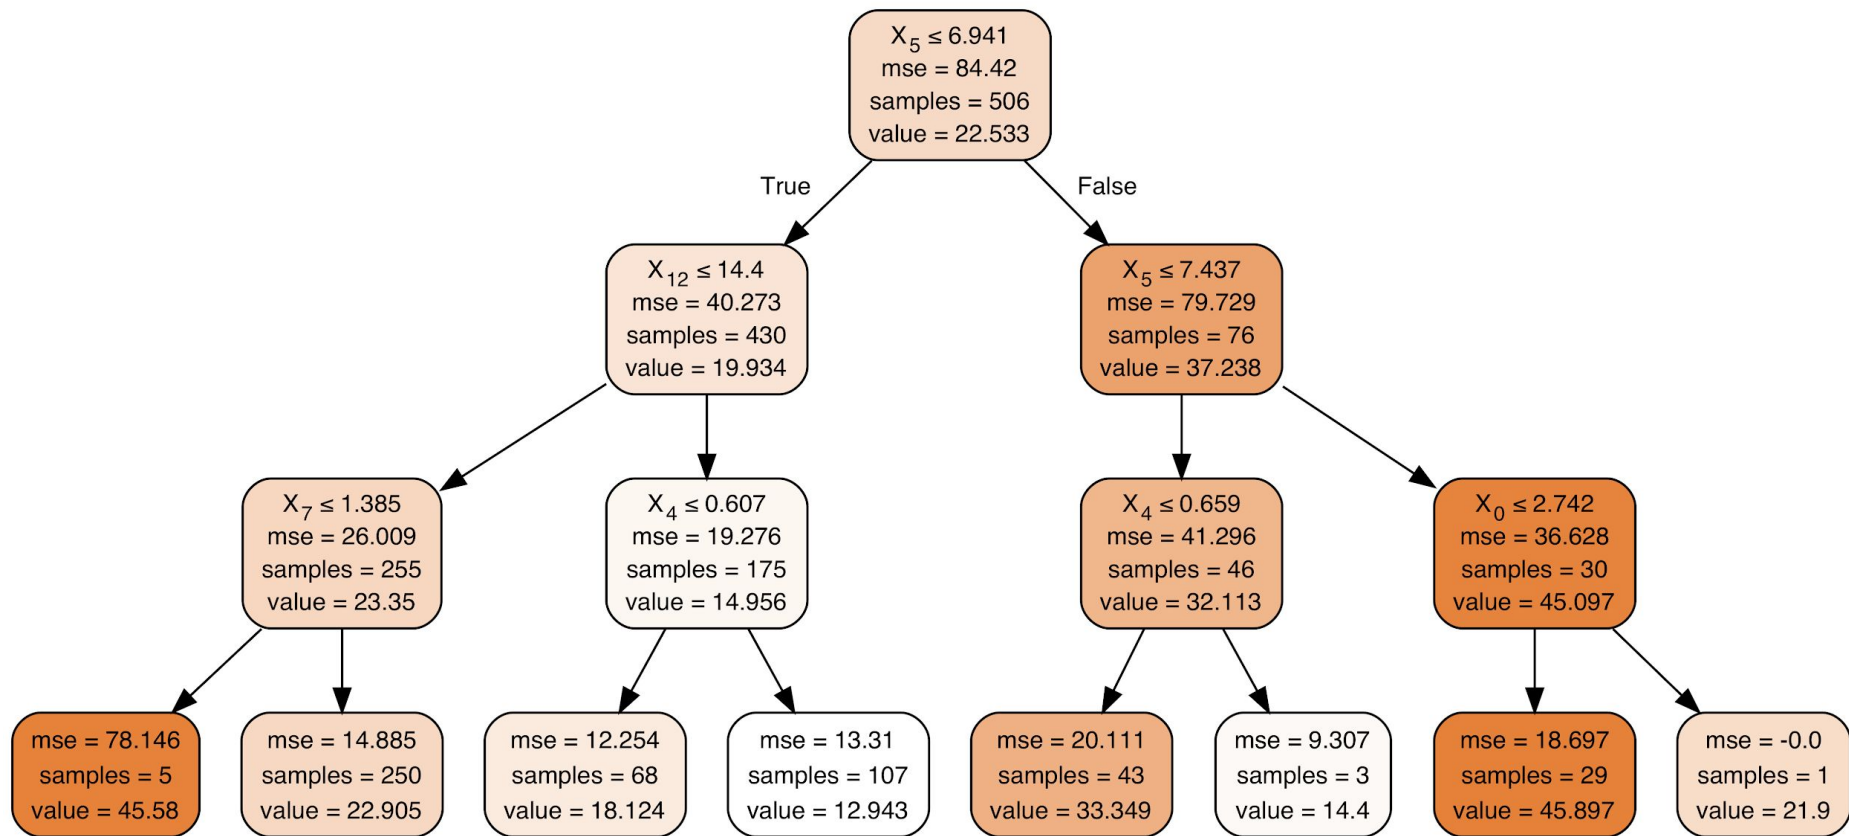 X5 ≤ 6.941
mse = 84.42
samples = 506
value = 22.533
True
False
X12 ≤ 14.4
mse = 40.273
samples = 430
value = 19.934
X5 ≤ 7.437
mse = 79.729
samples = 76
value = 37.238
X7 ≤ 1.385
mse = 26.009
samples = 255
value = 23.35
X4 ≤ 0.607
mse = 19.276
samples = 175
value = 14.956
X4 ≤ 0.659
mse = 41.296
samples = 46
value = 32.113
X0 ≤ 2.742
mse = 36.628
samples = 30
value = 45.097
mse = 78.146
samples = 5
value = 45.58
mse = 14.885
samples = 250
value = 22.905
mse = 12.254
samples = 68
value = 18.124
mse = 13.31
samples = 107
value = 12.943
mse = 20.111
samples = 43
value = 33.349
mse = 9.307
samples = 3
value = 14.4
mse = 18.697
samples = 29
value = 45.897
mse = -0.0
samples = 1
value = 21.9